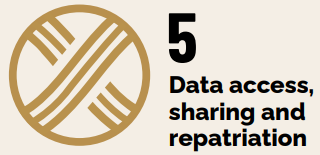 5
Data access,
sharing and
repatriation